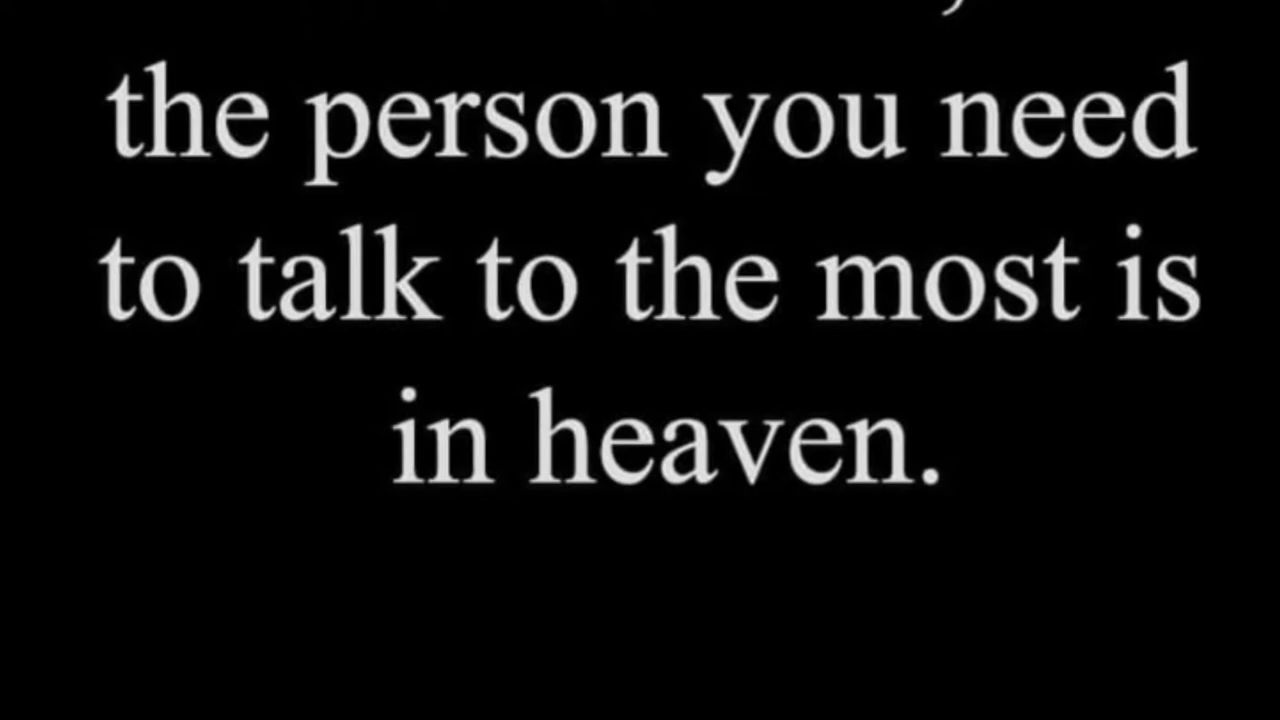 the person you need
to talk to the most is
in heaven.